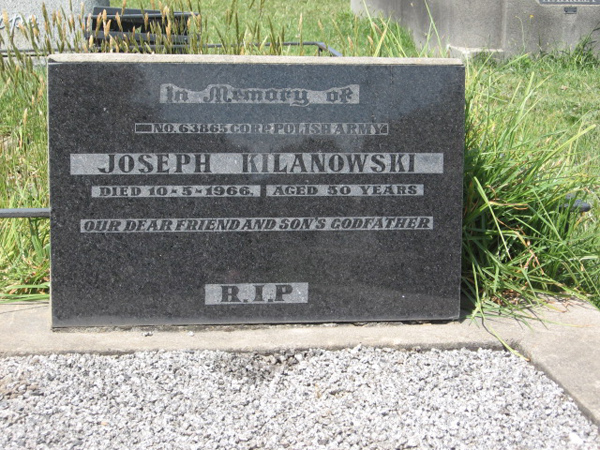 In Memory of
NO. 63865 CORP. POLISH ARMY
JOSEPH KILANOWSKI
DIED 10-5-1966. AGED 50 YEARS
OUR DEAR FRIEND AND SON'S GODFATHER
R.I.P